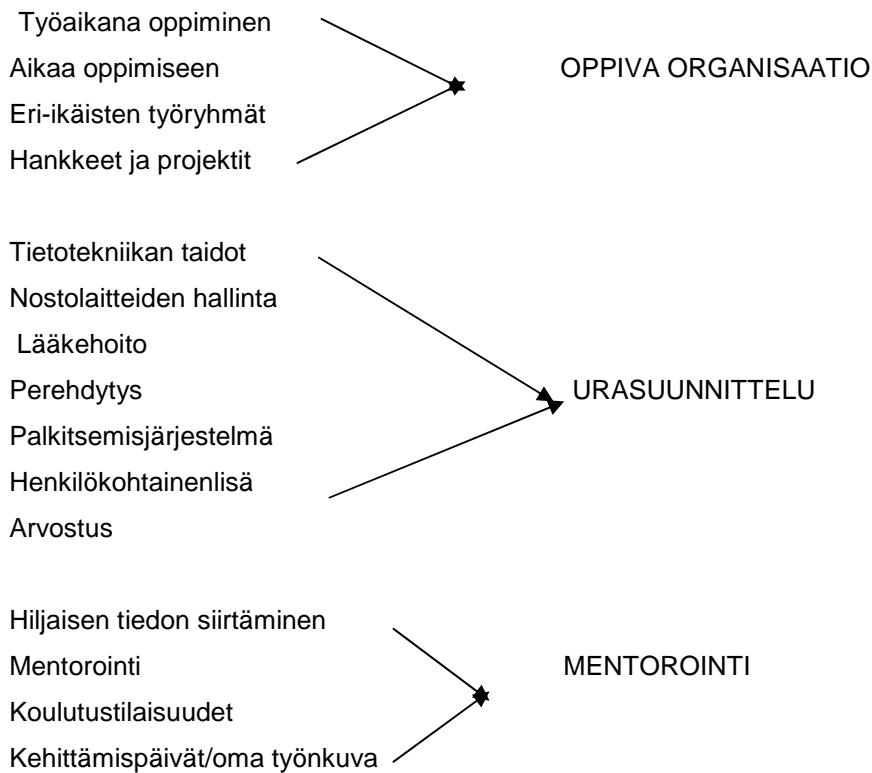 Työaikana oppiminen
Aikaa oppimiseen OPPIVA ORGANISAATIO
Eri-ikäisten työryhmät
Hankkeet ja projektit
Tietotekniikan taidot
Nostolaitteiden hallinta
Lääkehoito
Perehdytys URASUUNNITTELU
Palkitsemisjärjestelmä
Henkilökohtainenlisä
Arvostus
Hiljaisen tiedon siirtäminen
Mentorointi MENTOROINTI
Koulutustilaisuudet
Kehittämispäivät/oma työnkuva